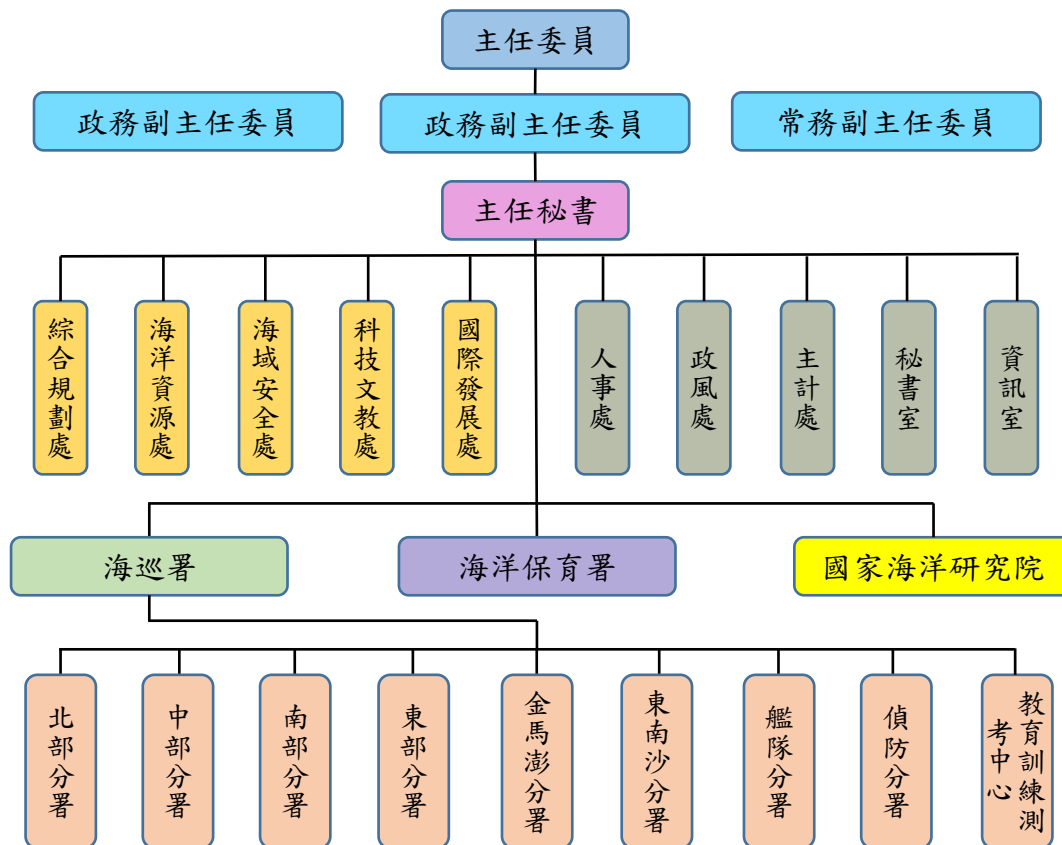 主任委員
政務副主任委員
政務副主任委員
常務副主任委員
主任秘書
綜合規劃處
海洋資源處
海域安全處
科技文教處
國際發展處
人事處
政風處
主計處
秘書室
資訊室
海巡署
海洋保育署
國家海洋研究院
北部分署
中部分署
南部分署
東部分署
金馬澎分署
東南沙分署
艦隊分署
偵防分署
教育訓練測
考中心